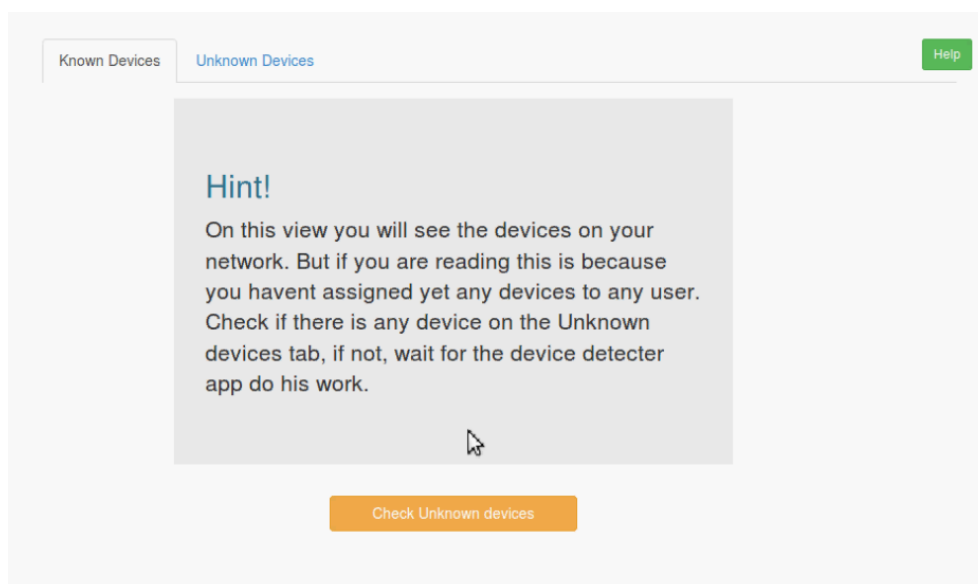 Known Devices
Unknown Devices
Help
Hint!
On this view you will see the devices on your
network. But if you are reading this is because
you havent assigned yet any devices to any user.
Check if there is any device on the Unknown
devices tab, if not, wait for the device detecter
app do his work.
Check Unknown devices